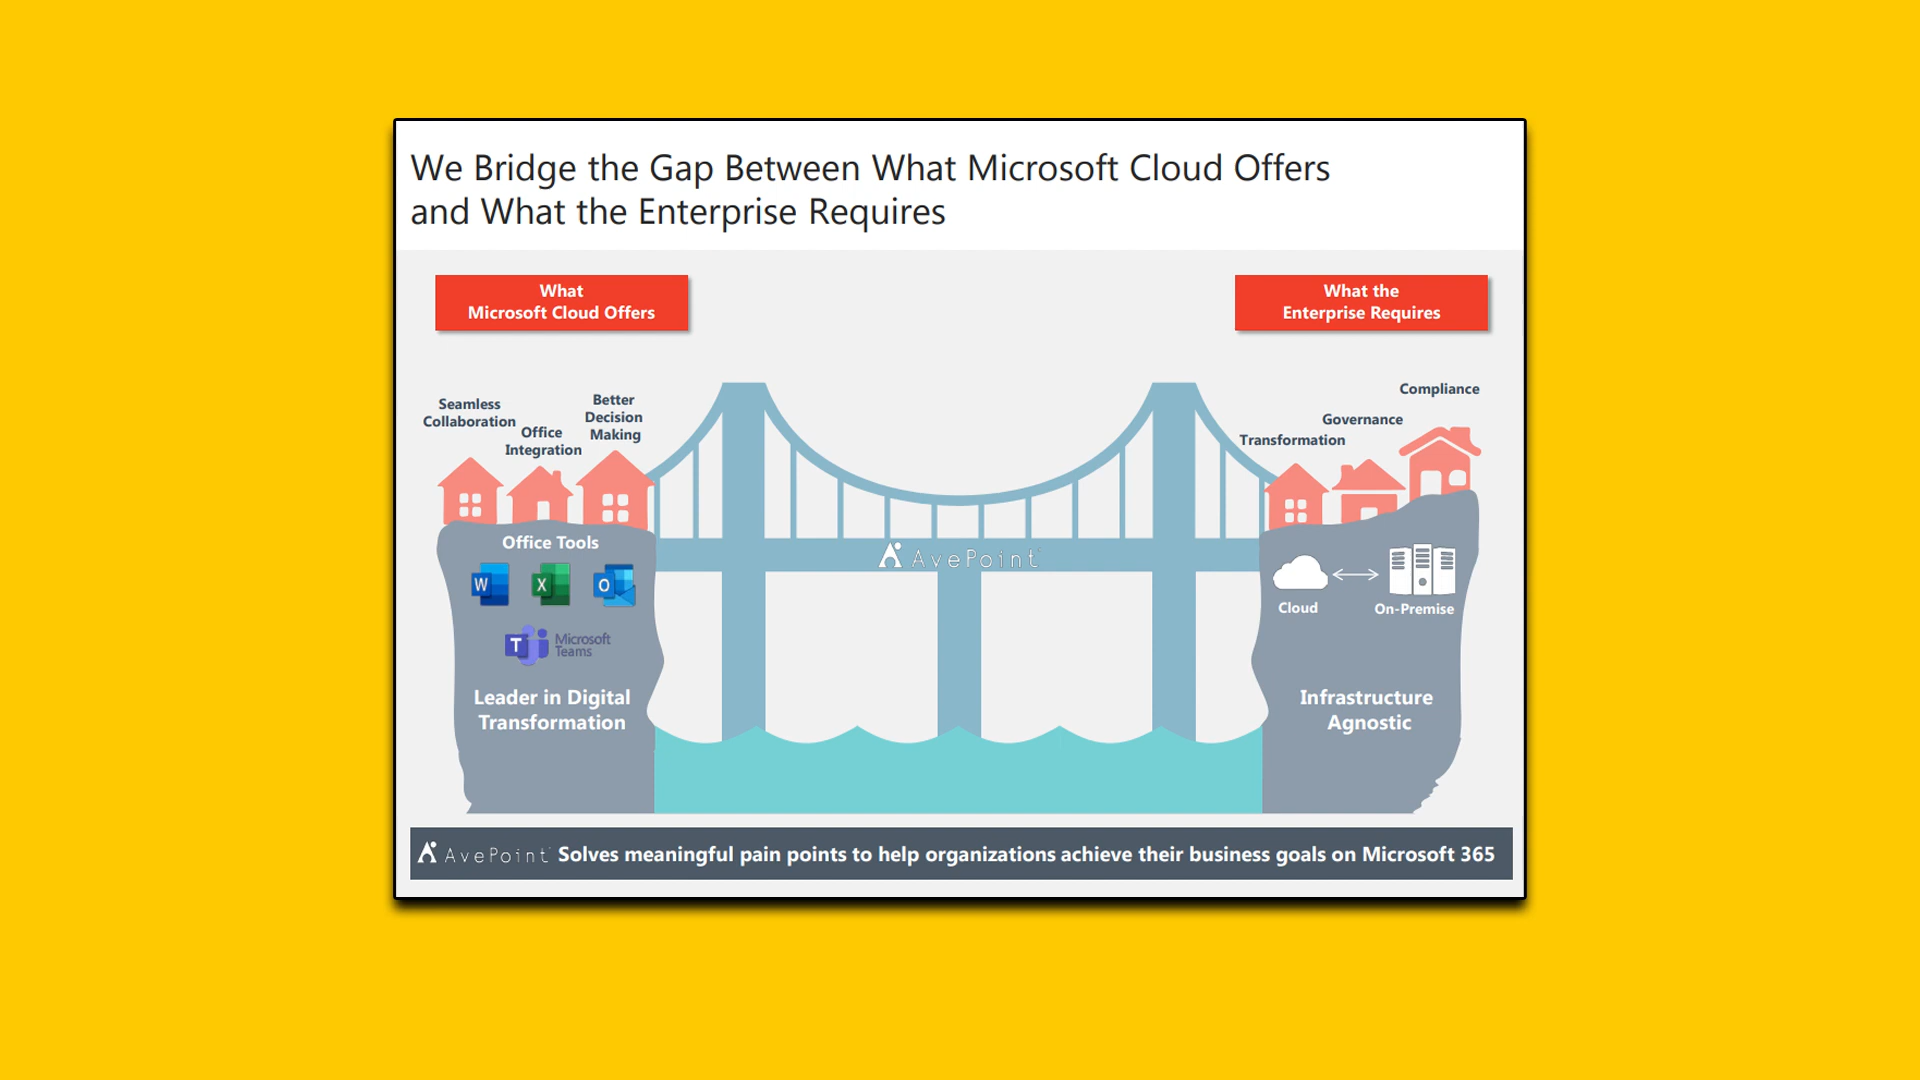 We Bridge the Gap Between What Microsoft Cloud Offers
and What the Enterprise Requires
What
Microsoft Cloud Offers
What the
Enterprise Requires
Seamless
Collaboration
Office
Integration
Better
Decision
Making
Transformation
Governance
Compliance
Office Tools
W
X
O
T
Microsoft
Teams
Leader in Digital
Transformation
AvePoint
Cloud
On-Premise
Infrastructure
Agnostic
AvePoint Solves meaningful pain points to help organizations achieve their business goals on Microsoft 365